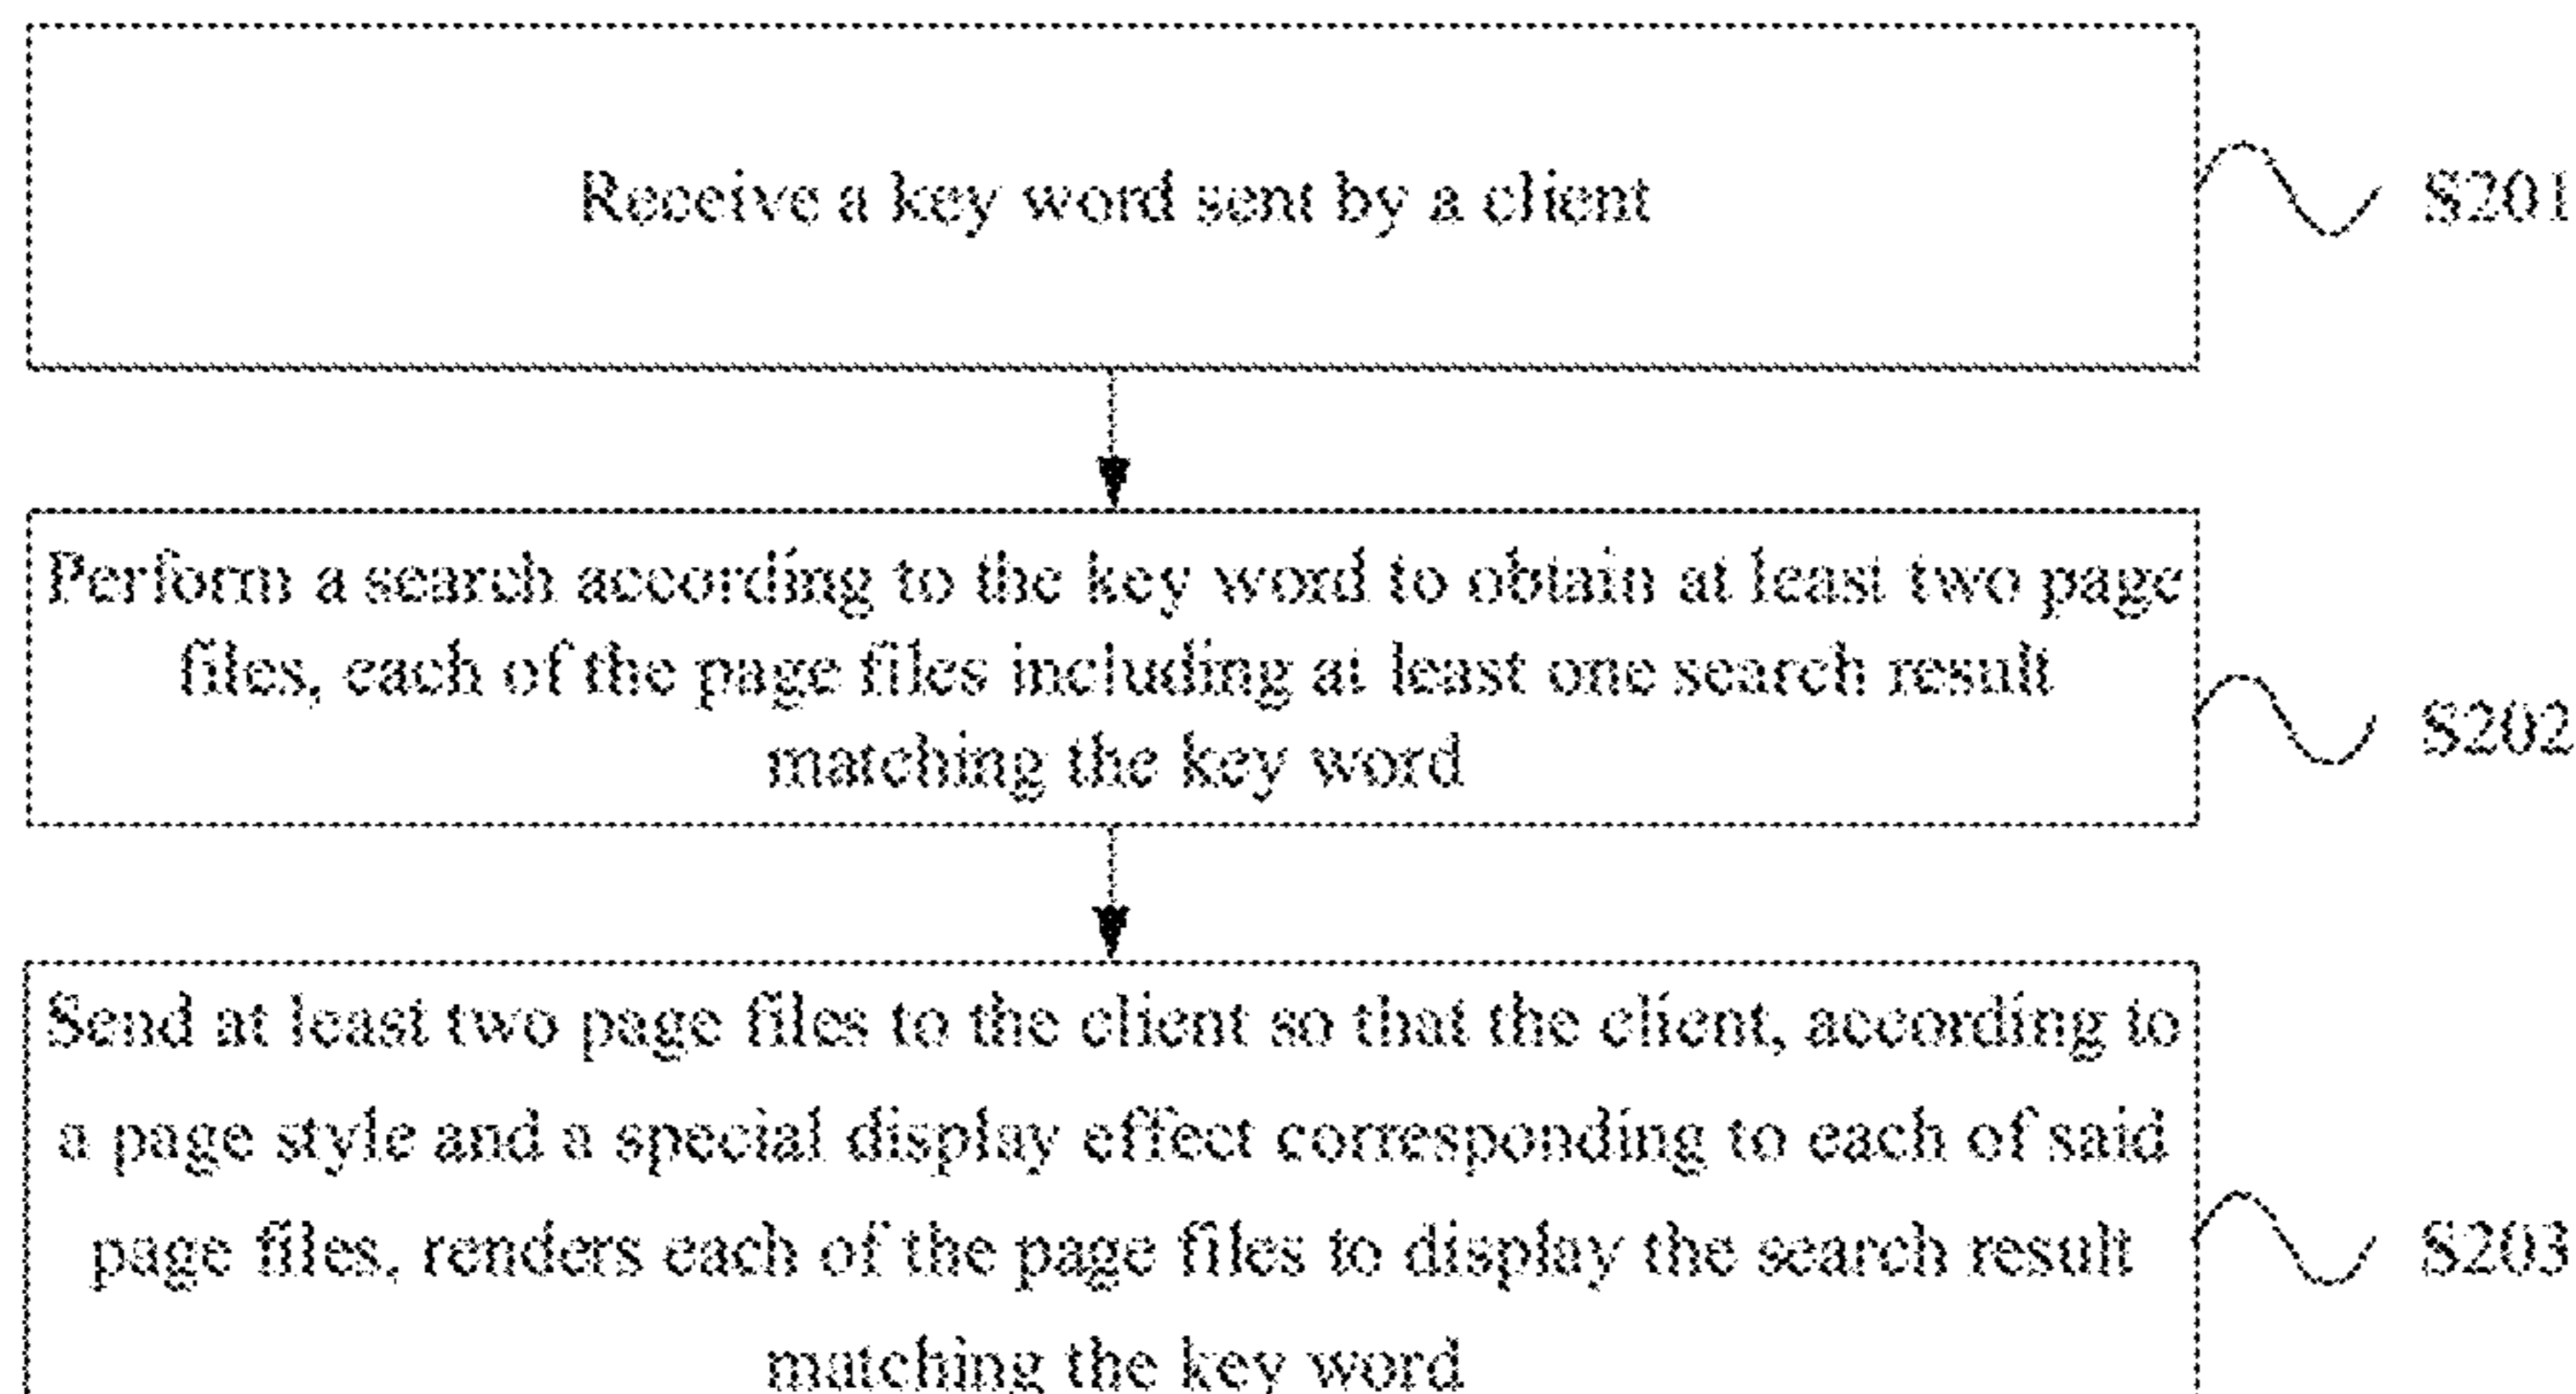 Receive a key word sent by a client
S201
Perform a search according to the key word to obtain at least two page
files, each of the page files including at least one search result
matching the key word
S202
Send at least two page files to the client so that the client, according to
a page style and a special display effect corresponding to each of said
page files, renders each of the page files to display the search result
matching the key word
S203